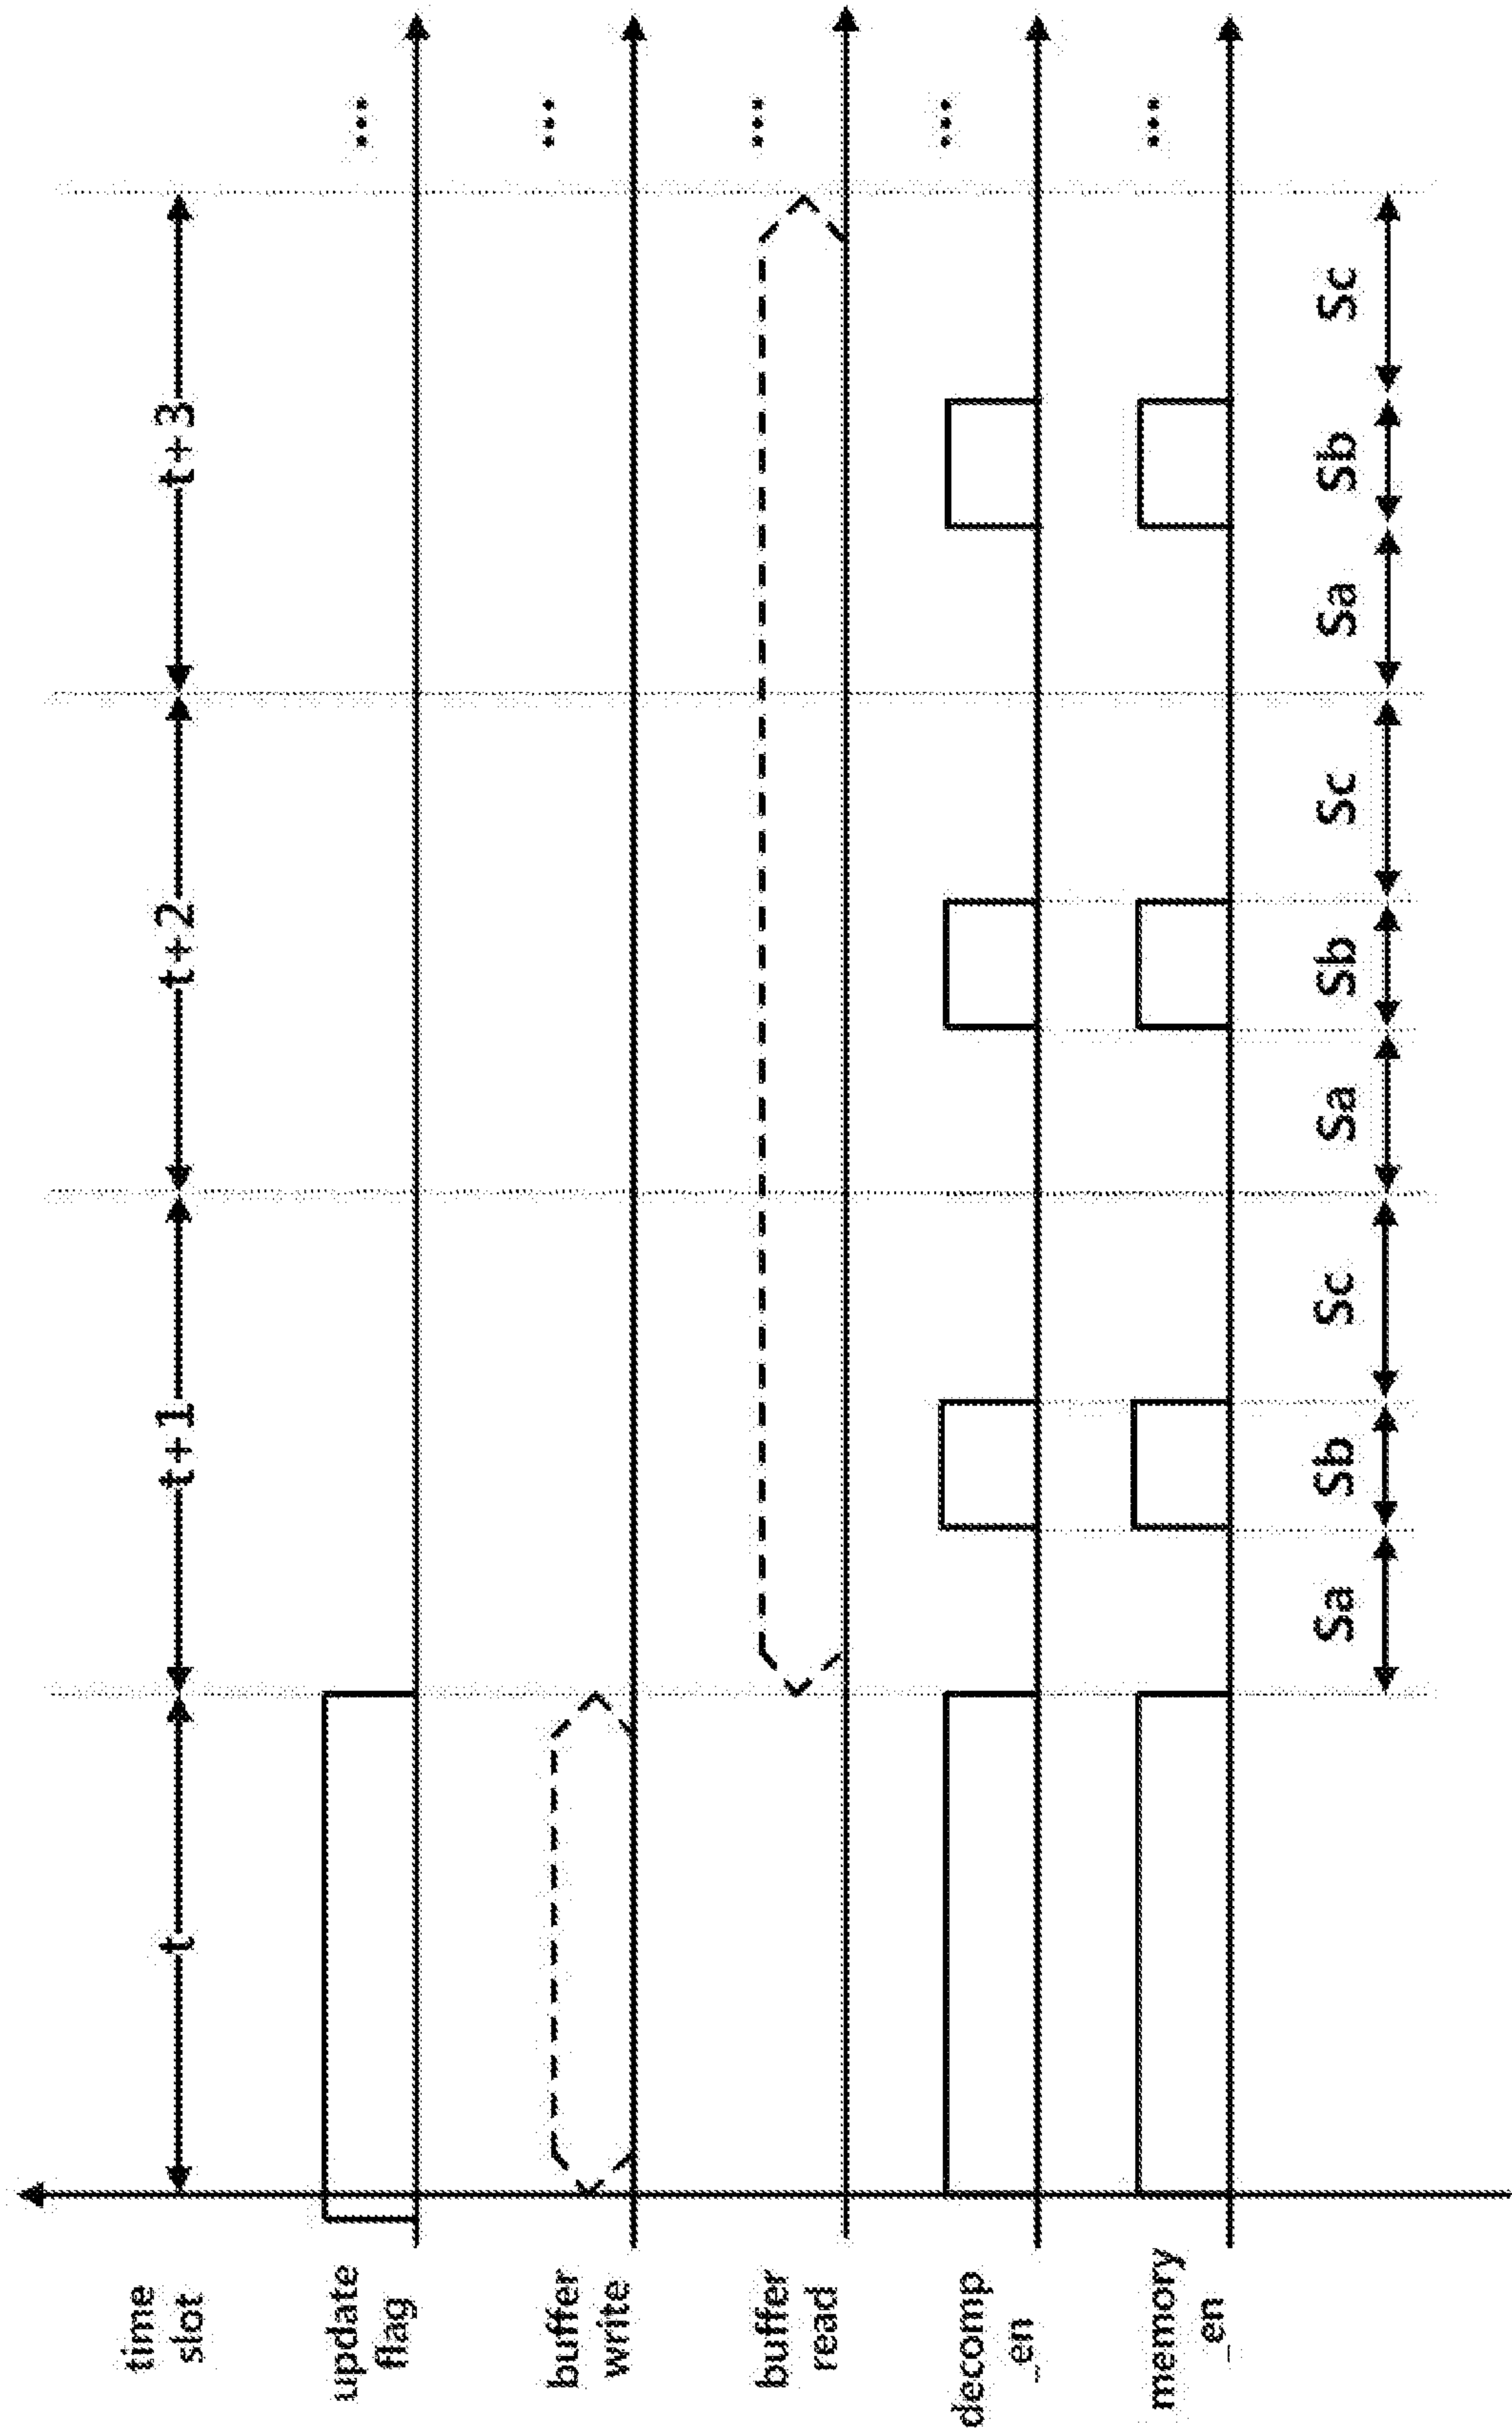 time
slot
t
t+1
t+2
t+3
update
flag
...
buffer
write
...
buffer
read
...
decomp
_en
...
memory
_en
...
Sa
Sb
Sc
Sa
Sb
Sc
Sa
Sb
Sc